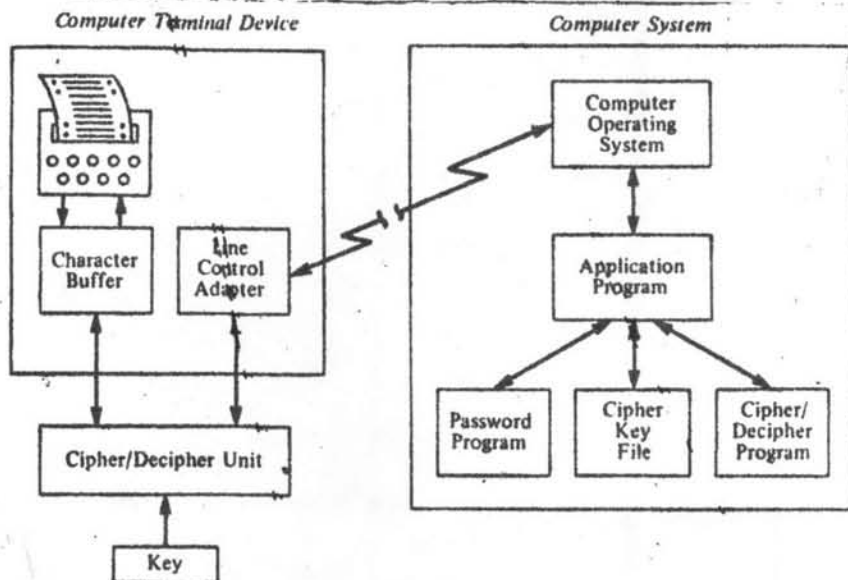 Computer Terminal Device
Computer System
Computer
Operating
System
Character
Buffer
Line
Control
Adapter
Application
Program
Password
Program
Cipher
Key
File
Cipher/
Decipher
Program
Cipher/Decipher Unit
Key